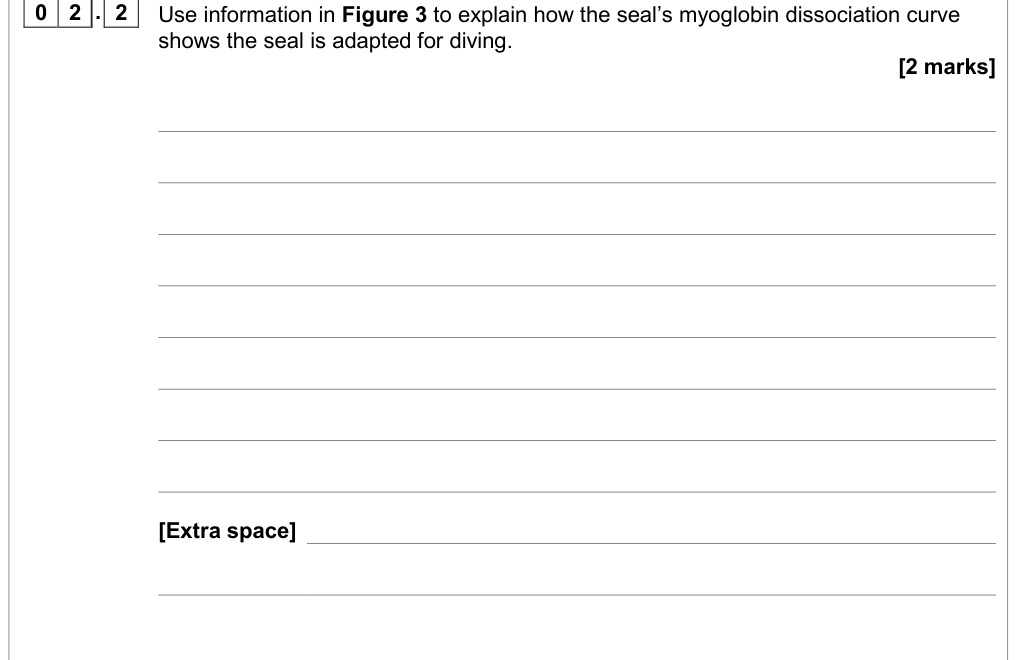 0 2 . 2 Use information in Figure 3 to explain how the seal’s myoglobin dissociation curve
shows the seal is adapted for diving.
[2 marks]
[Extra space]